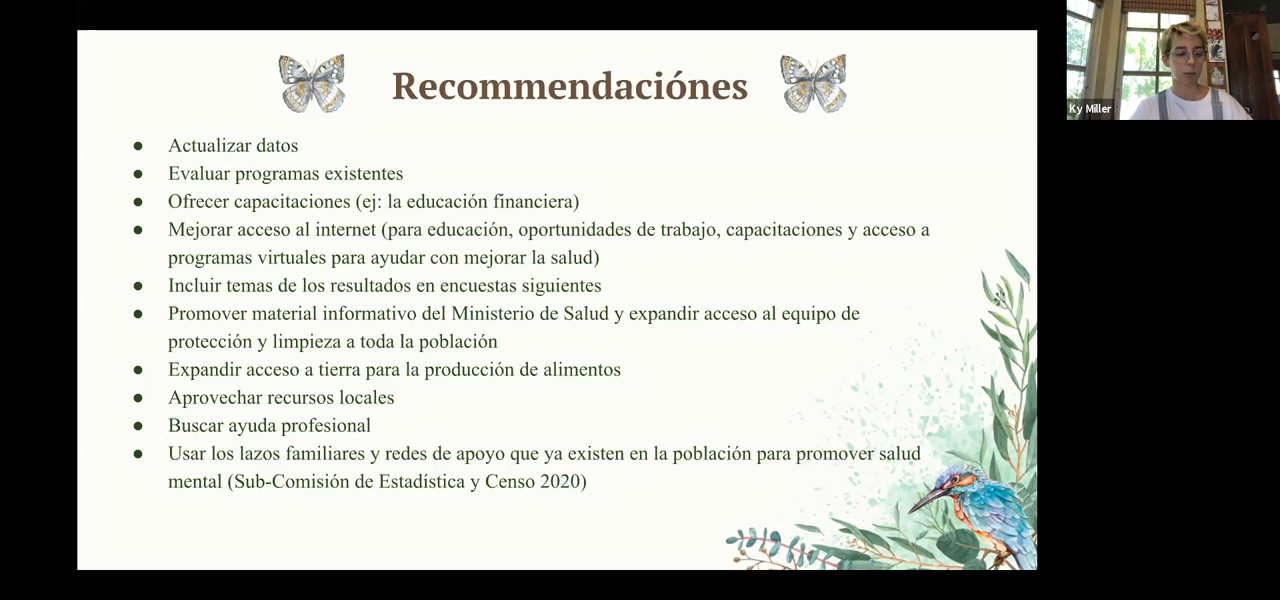 Recommendaciónes
● Actualizar datos
● Evaluar programas existentes
● Ofrecer capacitaciones (ej: la educación financiera)
● Mejorar acceso al internet (para educación, oportunidades de trabajo, capacitaciones y acceso a
programas virtuales para ayudar con mejorar la salud)
● Incluir temas de los resultados en encuestas siguientes
● Promover material informativo del Ministerio de Salud y expandir acceso al equipo de
protección y limpieza a toda la población
● Expandir acceso a tierra para la producción de alimentos
● Aprovechar recursos locales
● Buscar ayuda profesional
● Usar los lazos familiares y redes de apoyo que ya existen en la población para promover salud
mental (Sub-Comisión de Estadística y Censo 2020)
Ky Miller